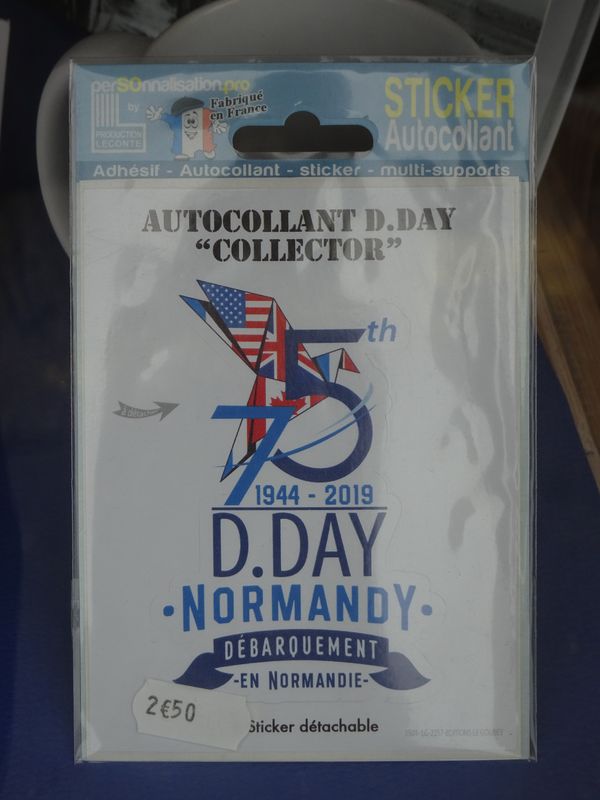 perSOnnalisation.pro
by
PRODUCTION
LECONTE
Fabriqué
en France
STICKER
Autocollant
Adhésif - Autocollant - sticker - multi-supports
AUTOCOLLANT D.DAY
“COLLECTOR”
75th
à détacher
1944 - 2019
D.DAY
•NORMANDY•
DÉBARQUEMENT
-EN NORMANDIE-
2€50
Sticker détachable